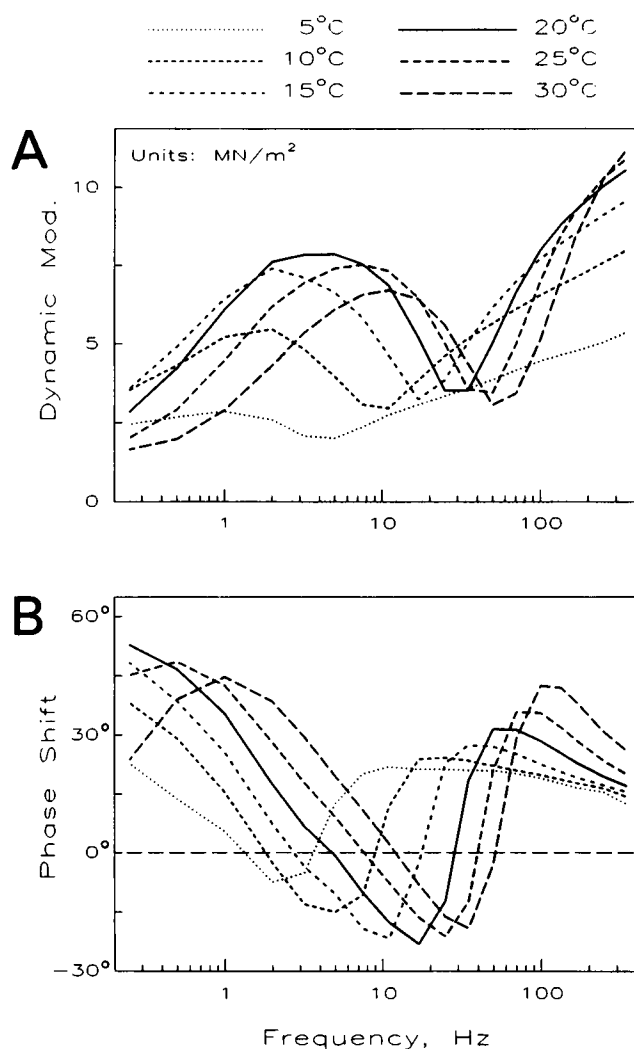 5°C 20°C
10°C 25°C
15°C 30°C
A
Units: MN/m²
10
5
0
Dynamic Mod.
1 10 100
B
60°
30°
0°
−30°
Phase Shift
1 10 100
Frequency, Hz